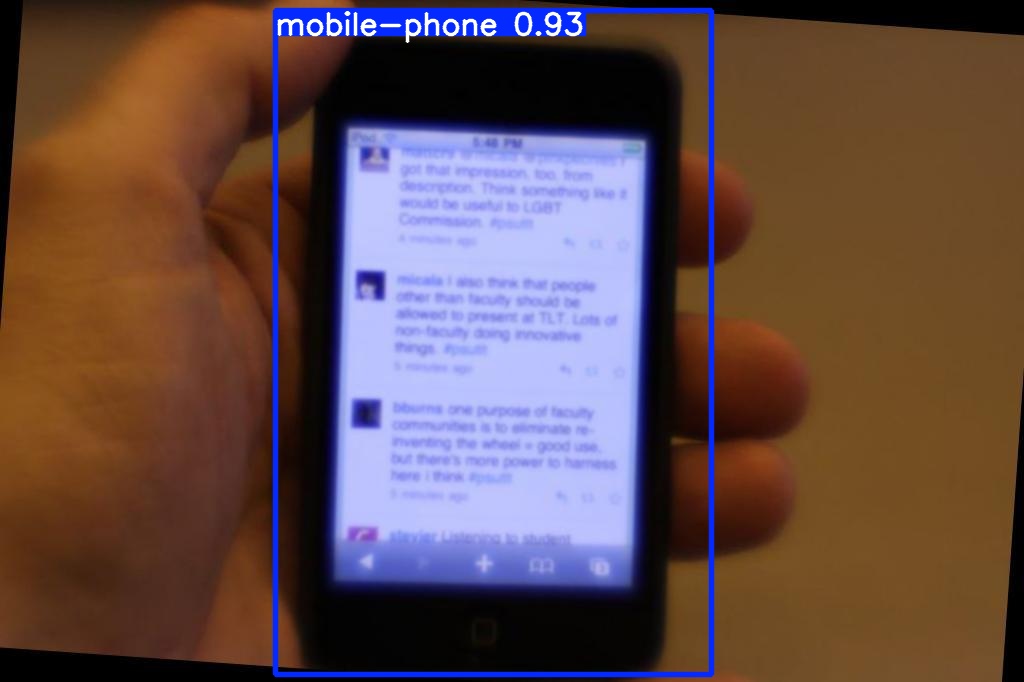 mobile-phone 0.93
iPod 5:48 PM
got that impression, too, from
description. Think something like it
would be useful to LGBT
Commission. #psutlt
4 minutes ago
micala I also think that people
other than faculty should be
allowed to present at TLT. Lots of
non-faculty doing innovative
things. #psutlt
5 minutes ago
bburns one purpose of faculty
communities is to eliminate re-
inventing the wheel = good use,
but there's more power to harness
here i think #psutlt
5 minutes ago
stevier Listening to student